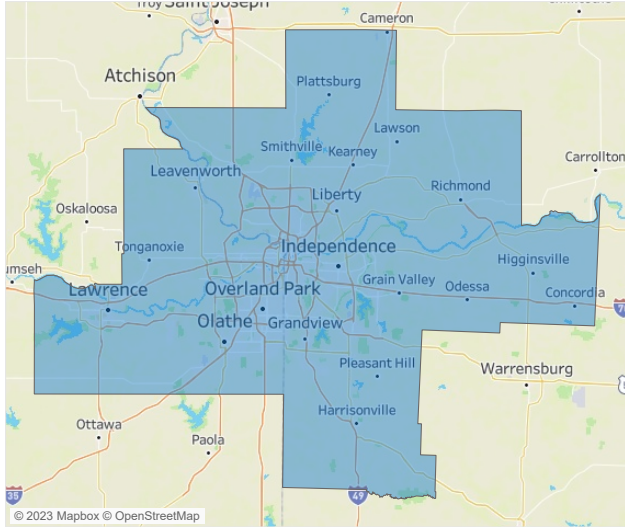 Saint Joseph
Cameron
Atchison
Plattsburg
Lawson
Smithville
Kearney
Carrollton
Leavenworth
Liberty
Richmond
Oskaloosa
Tonganoxie
Independence
umseh
Higginsville
Lawrence
Overland Park
Grain Valley
Odessa
Concordia
Olathe
Grandview
Pleasant Hill
Warrensburg
Harrisonville
Ottawa
Paola
35
49
© 2023 Mapbox © OpenStreetMap